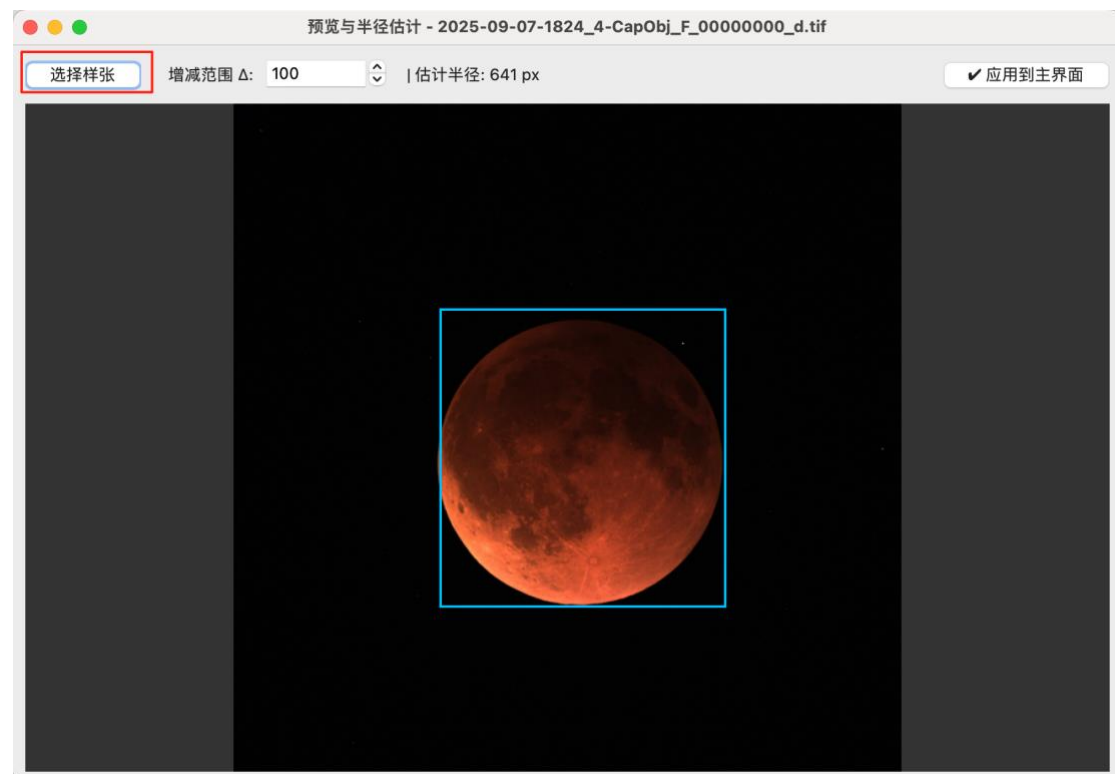 预览与半径估计 - 2025-09-07-1824_4-CapObj_F_00000000_d.tif
选择样张 增减范围 Δ: 100 | 估计半径: 641 px ✔ 应用到主界面